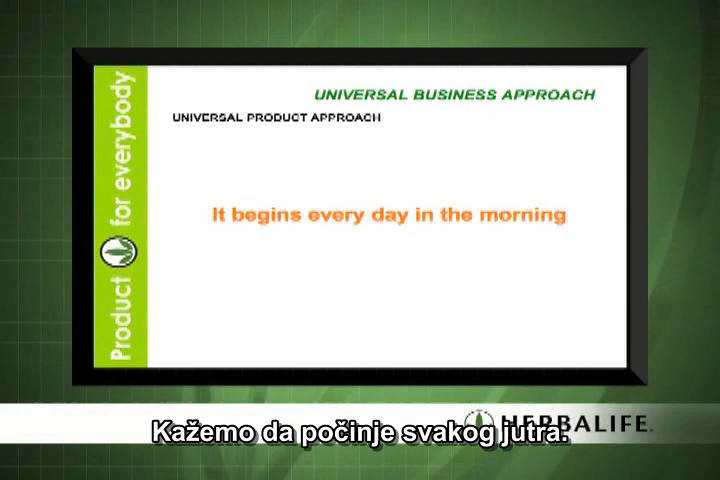 UNIVERSAL BUSINESS APPROACH
UNIVERSAL PRODUCT APPROACH
It begins every day in the morning
Product for everybody
HERBALIFE.
Kažemo da počinje svakog jutra.